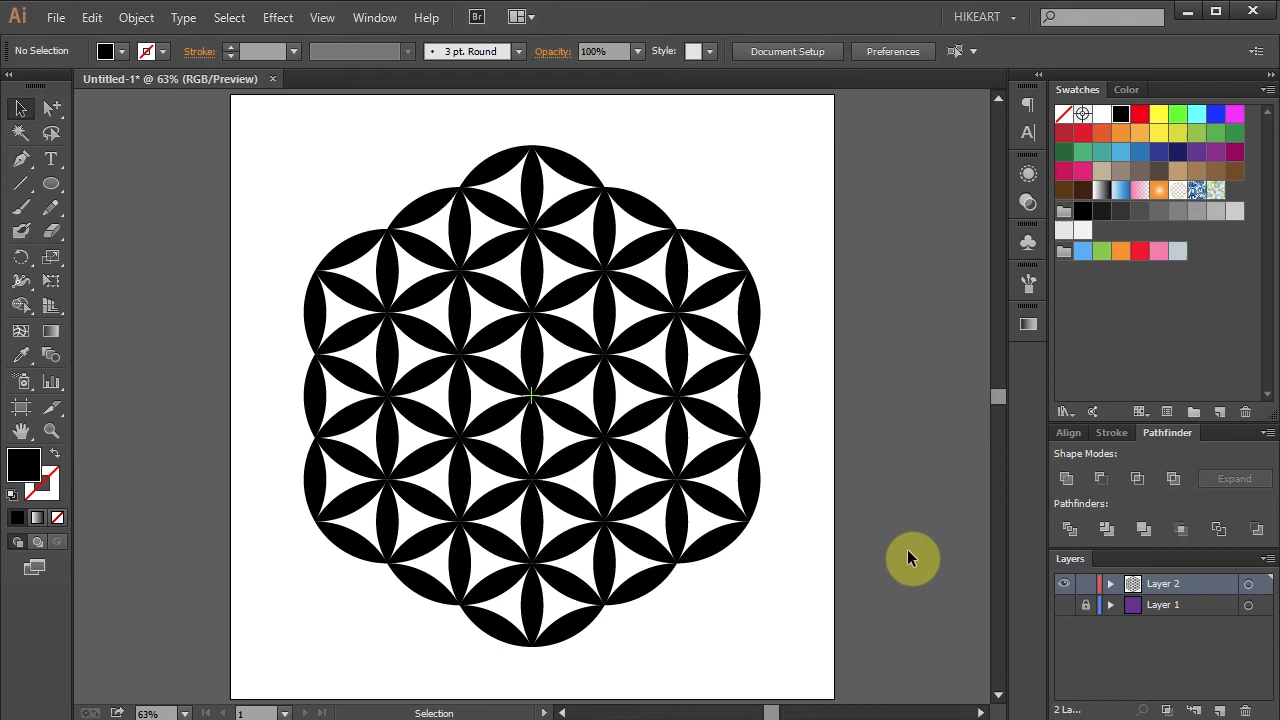 Ai File Edit Object Type Select Effect View Window Help Br HIKEART
No Selection Stroke: 3 pt. Round Opacity: 100% Style: Document Setup Preferences
Untitled-1* @ 63% (RGB/Preview) ×
Swatches Color
Align Stroke Pathfinder
Shape Modes:
Expand
Pathfinders:
Layers
Layer 2
Layer 1
2 La...
63% 1 Selection